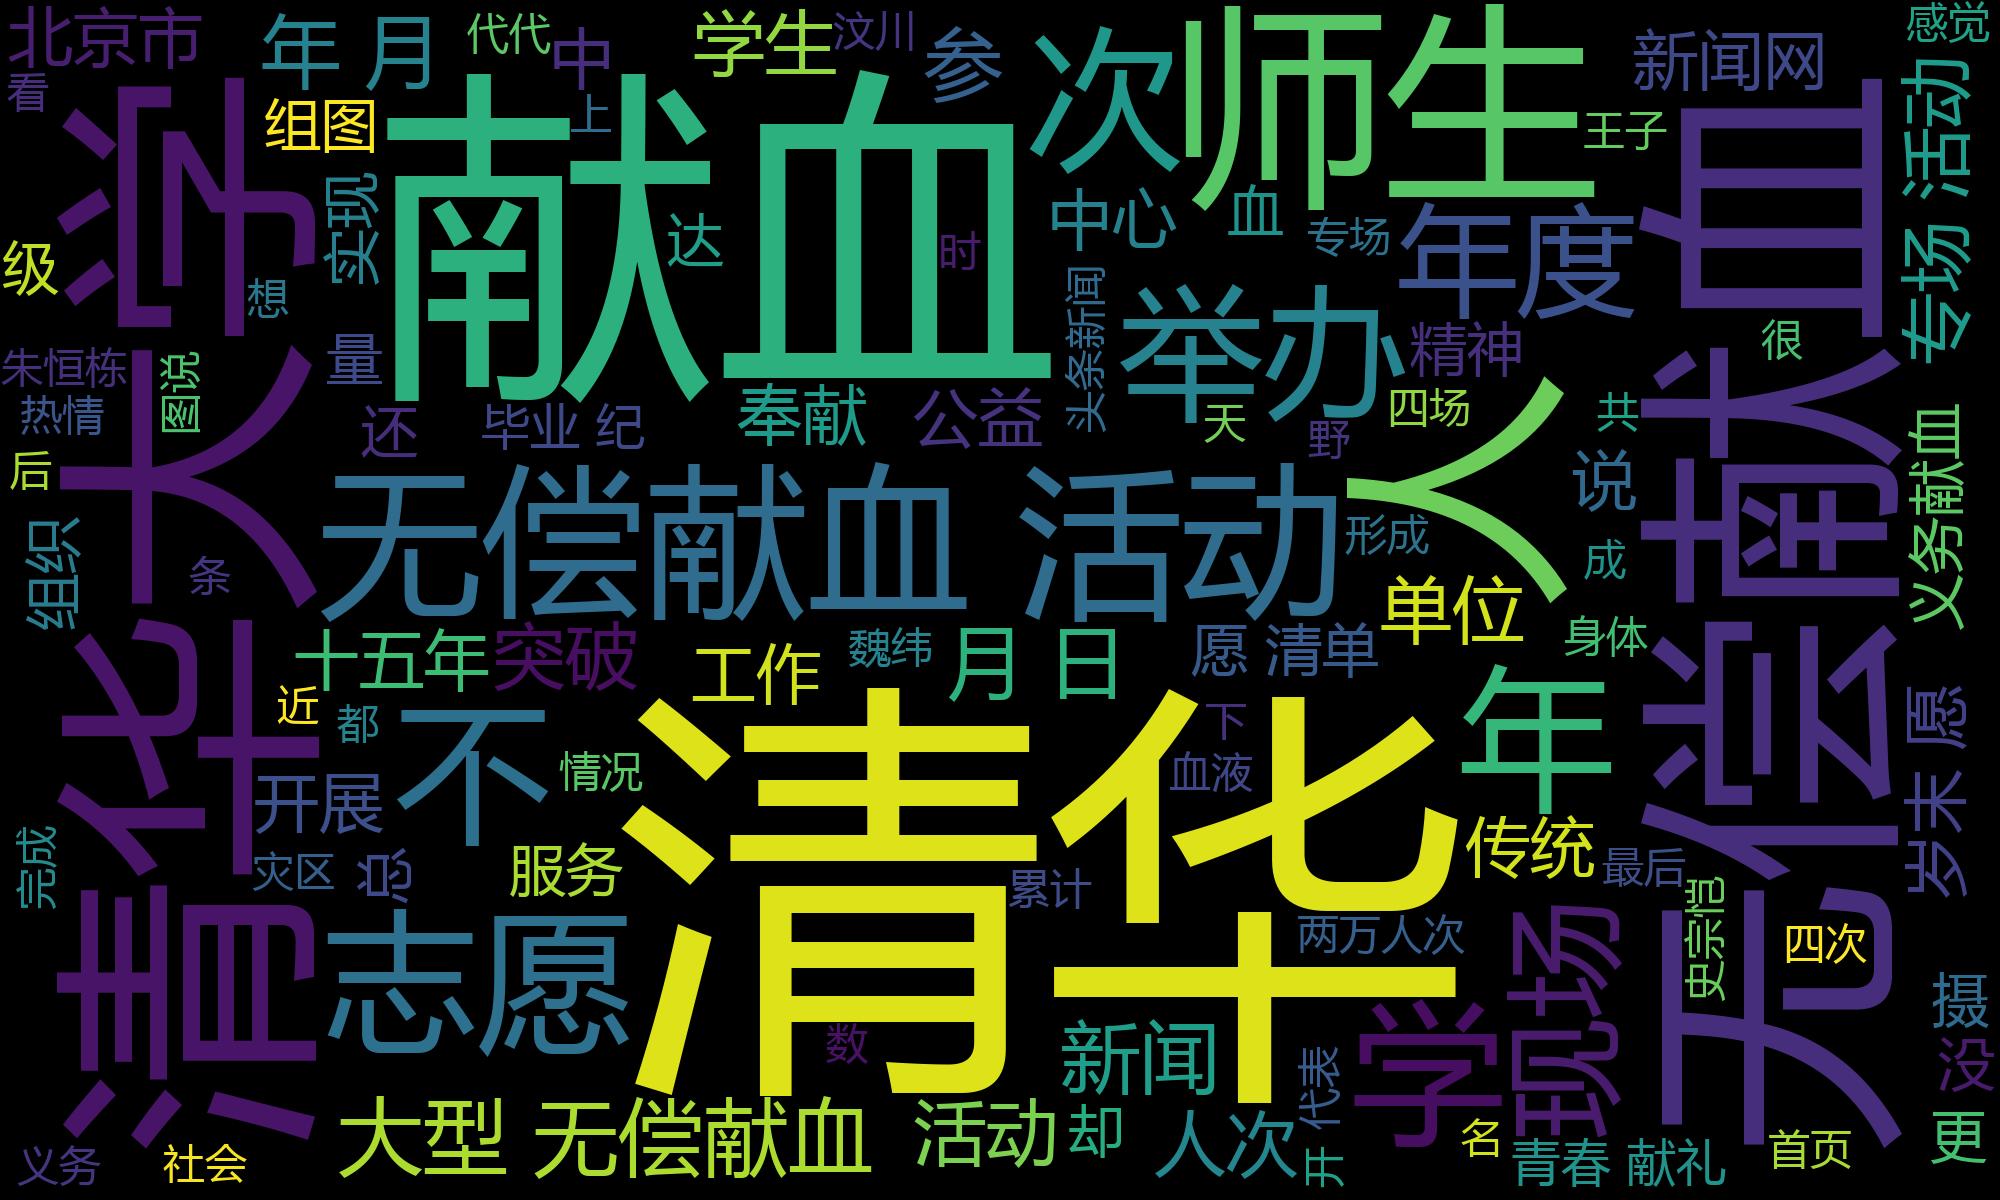 北京市
年 月
代代
中
学生
汶川
参
次
师生
新闻网
感觉
看
组图
上
王子
活动
清华大学
献血
无偿献血
级
实现
达
时
中心
血
专场
年度
专场
想
头条新闻
举办
精神
很
朱恒栋
图说
量
热情
还
毕业 纪
奉献
公益
天
野
四场
人
共
义务献血
后
无偿献血 活动
说
组织
条
形成
成
单位
身体
十五年
突破
工作
魏纬
月 日
愿 清单
近
都
不
清华
下
年
岁末 愿
开展
情况
血液
完成
灾区
总
服务
累计
传统
最后
史宗恺
志愿
两万人次
现场
四次
数
新闻
学
摄
没
大型 无偿献血
活动
却
人次
代表
名
更
义务
社会
开
青春 献礼
首页